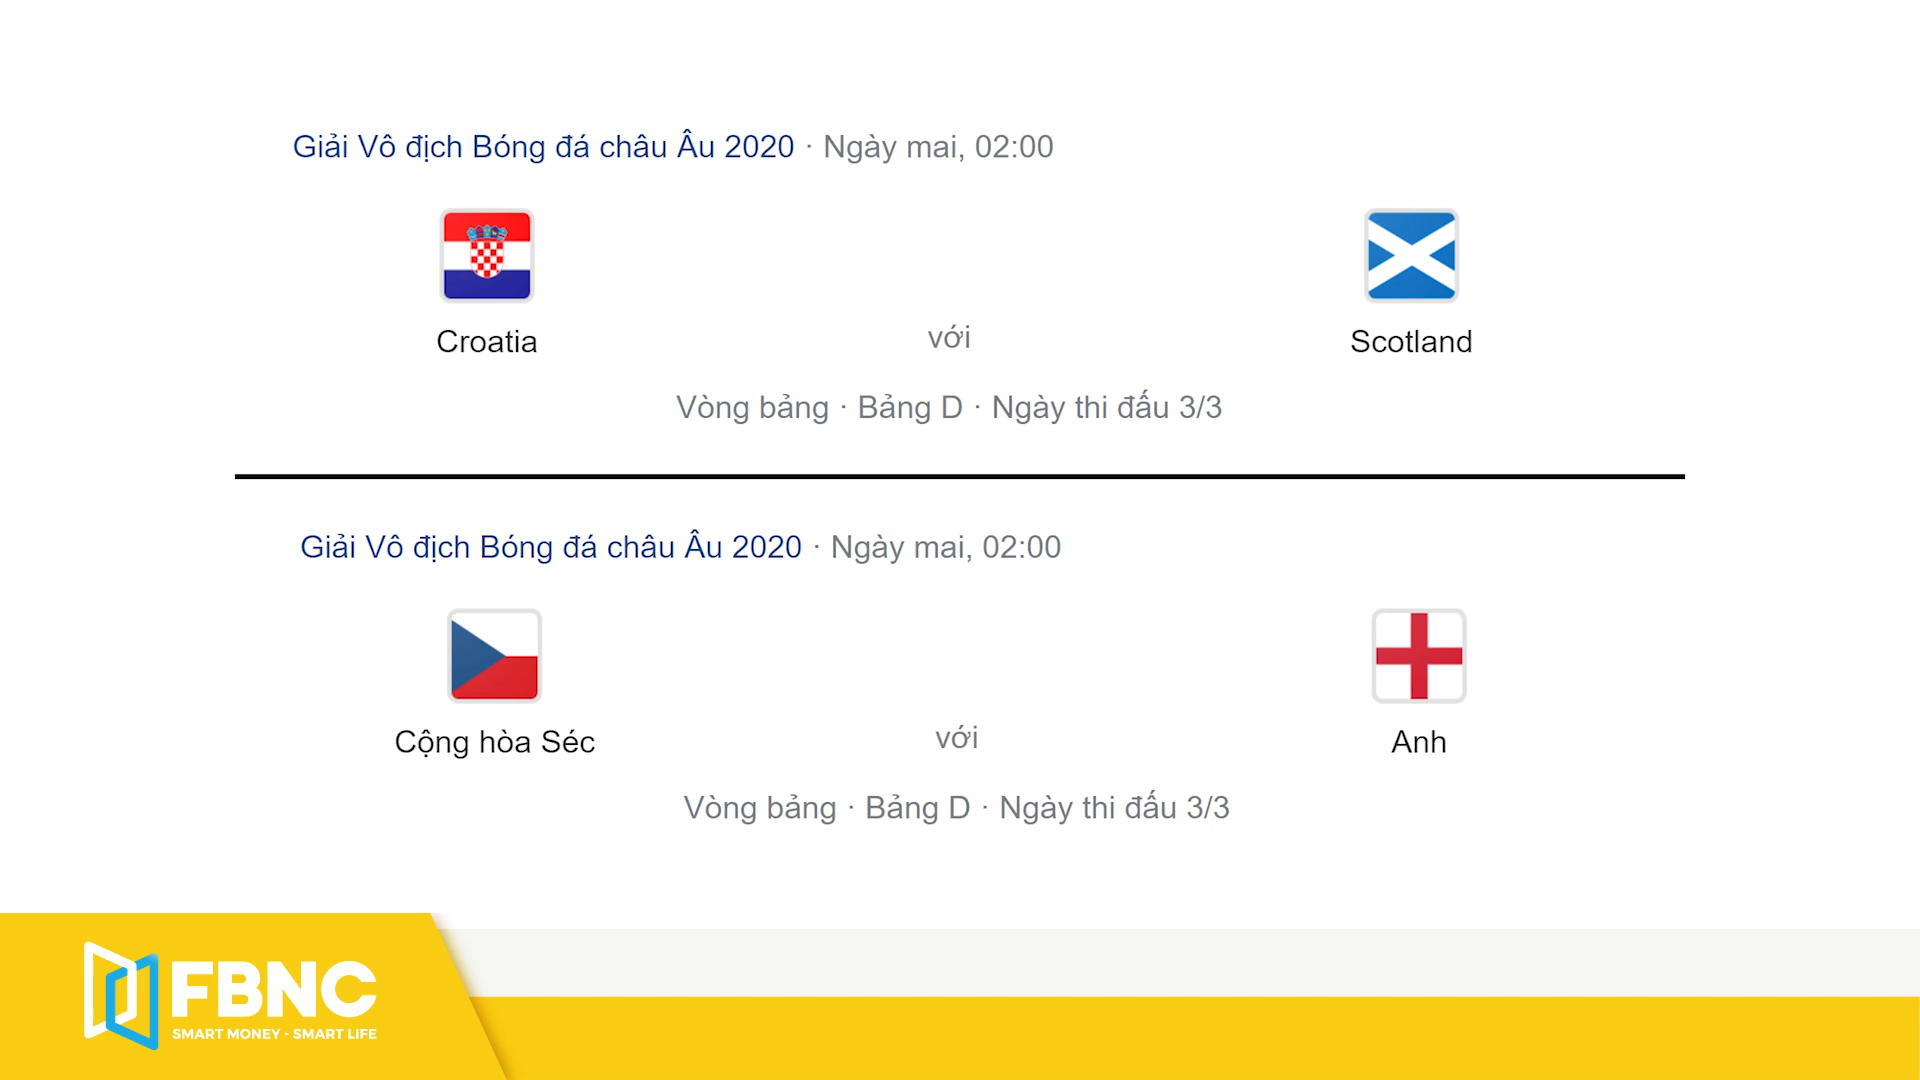 Giải Vô địch Bóng đá châu Âu 2020 · Ngày mai, 02:00
Croatia
với
Scotland
Vòng bảng · Bảng D · Ngày thi đấu 3/3
Giải Vô địch Bóng đá châu Âu 2020 · Ngày mai, 02:00
Cộng hòa Séc
với
Anh
Vòng bảng · Bảng D · Ngày thi đấu 3/3
FBNC
SMART MONEY - SMART LIFE